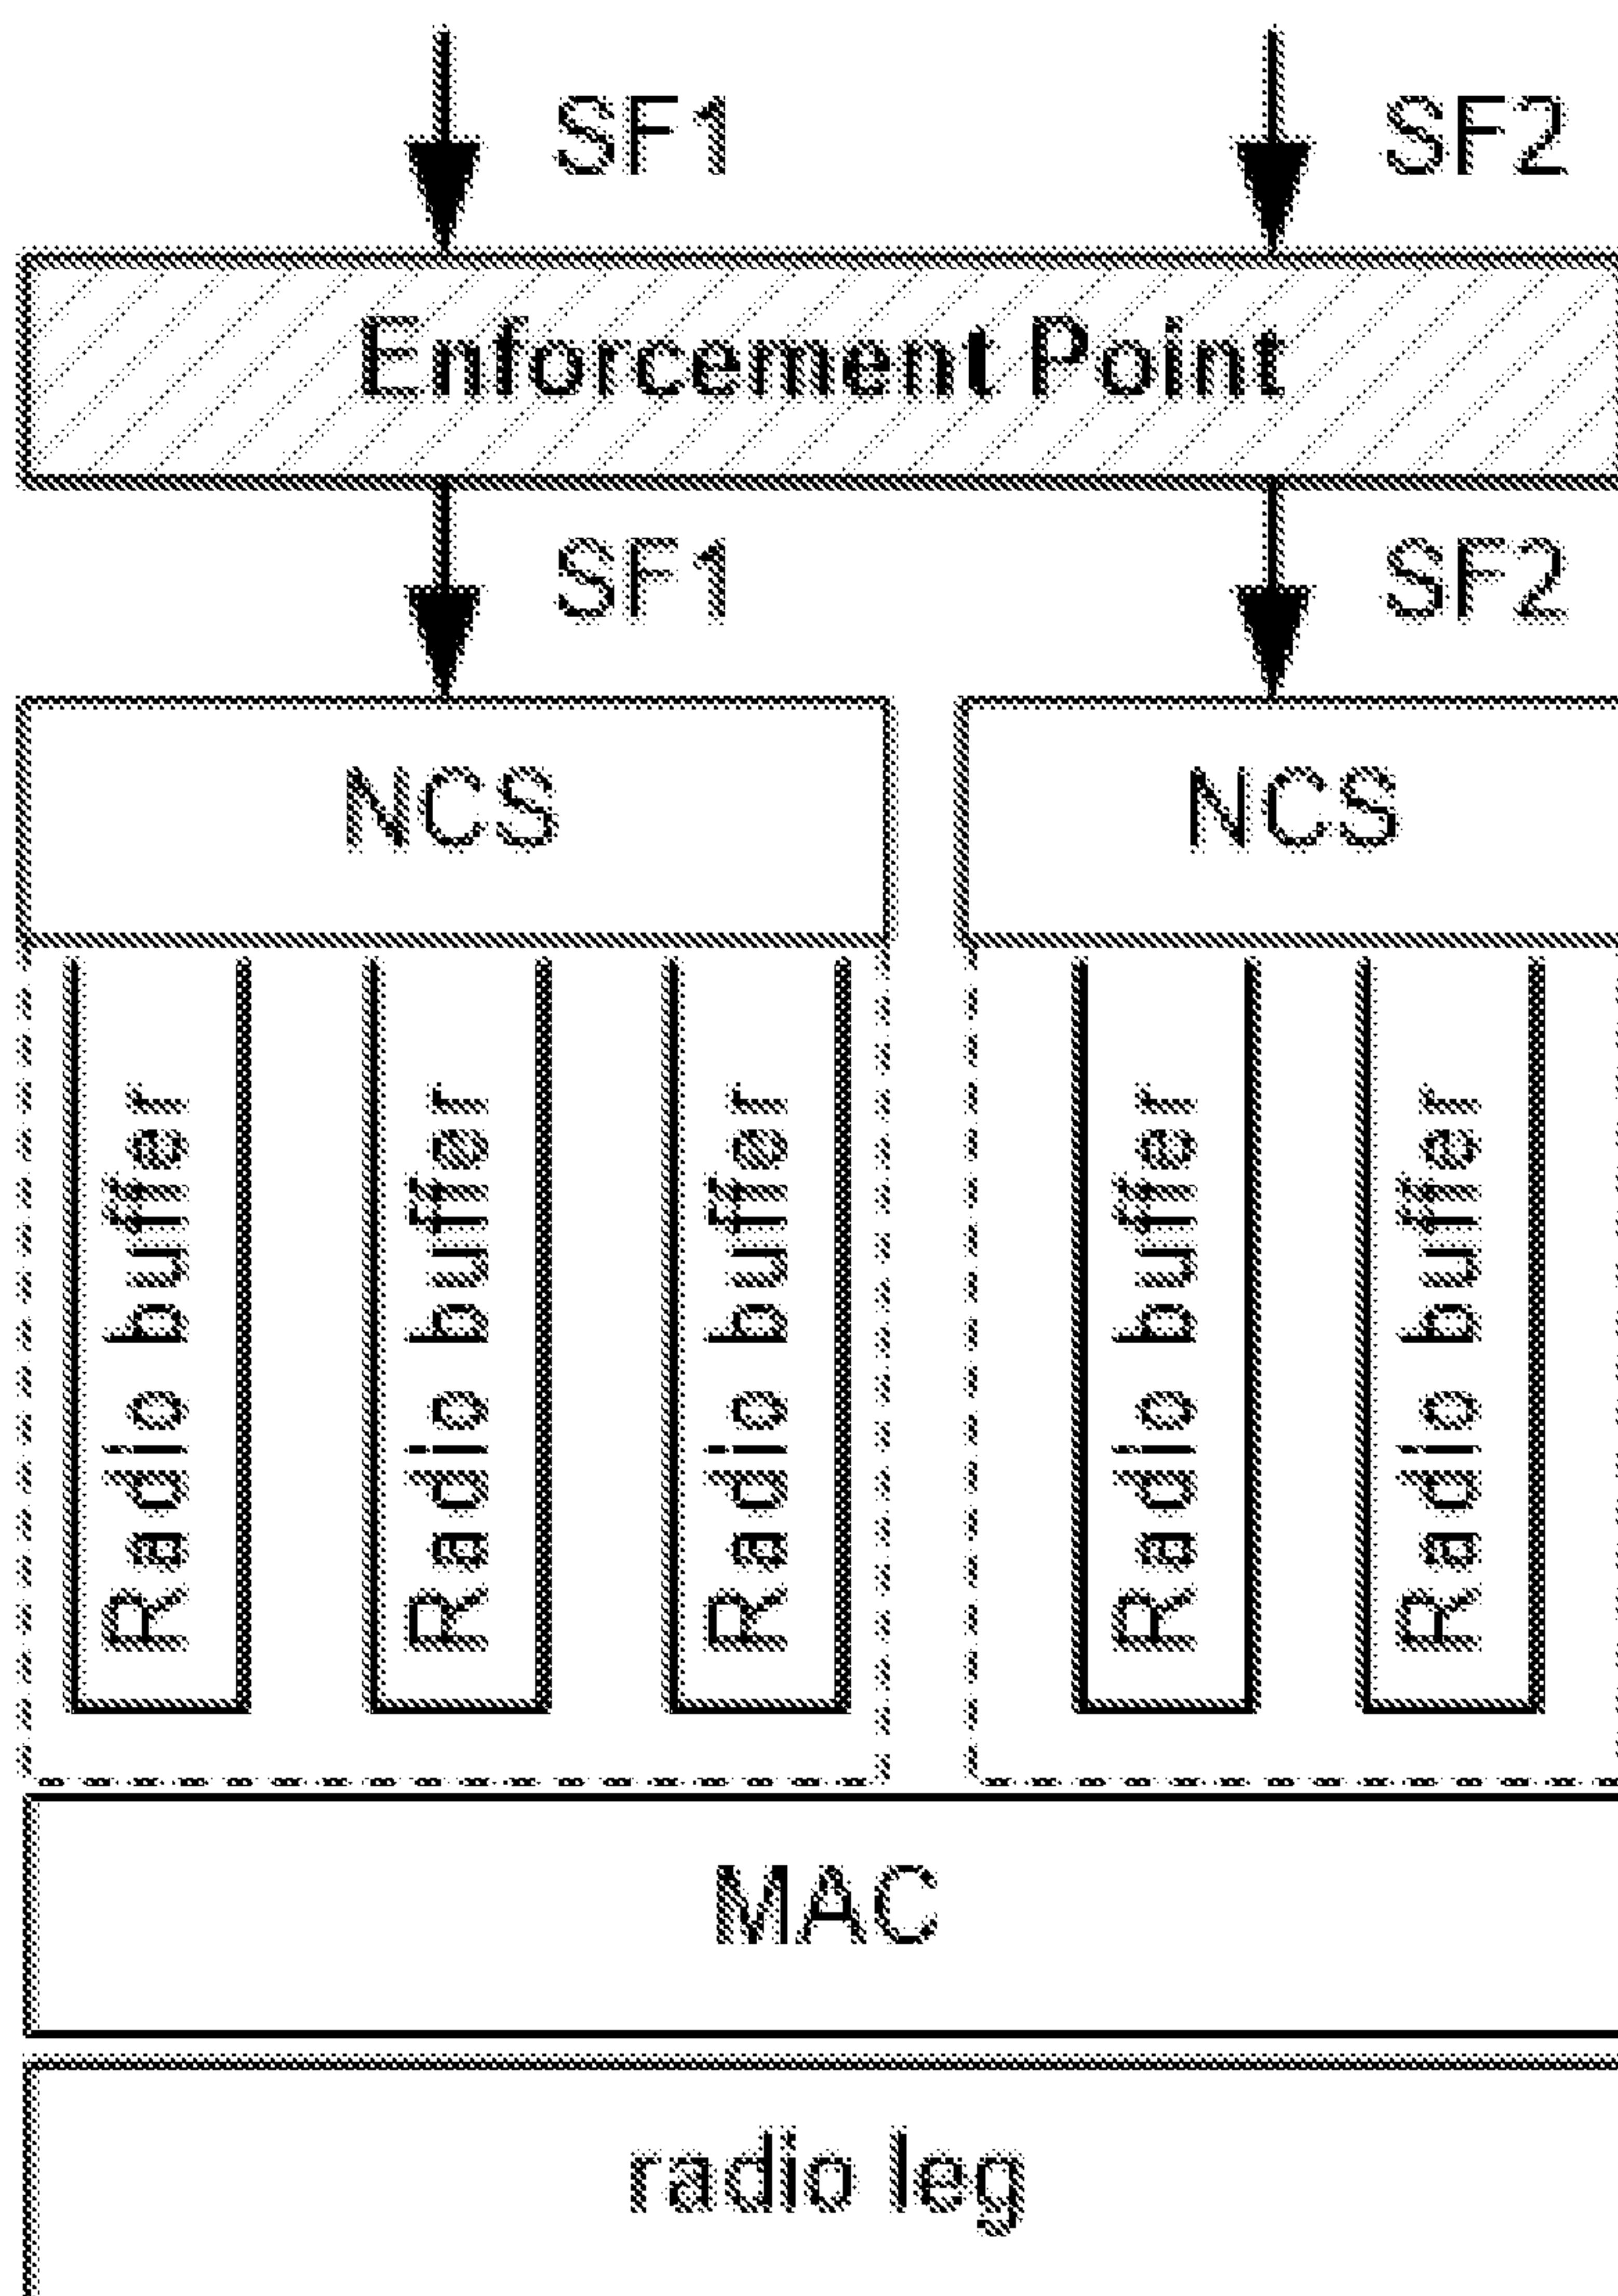 SF1 SF2
Enforcement Point
SF1 SF2
NCS NCS
Radio buffer
Radio buffer
Radio buffer
Radio buffer
Radio buffer
MAC
radio leg